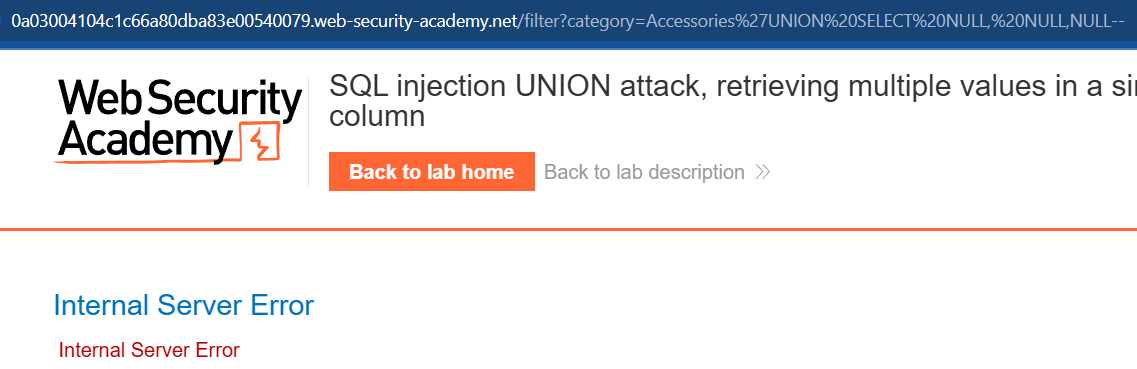 0a03004104c1c66a80dba83e00540079.web-security-academy.net/filter?category=Accessories%27UNION%20SELECT%20NULL,%20NULL,NULL--
Web Security
Academy
SQL injection UNION attack, retrieving multiple values in a si
column
Back to lab home Back to lab description
Internal Server Error
Internal Server Error